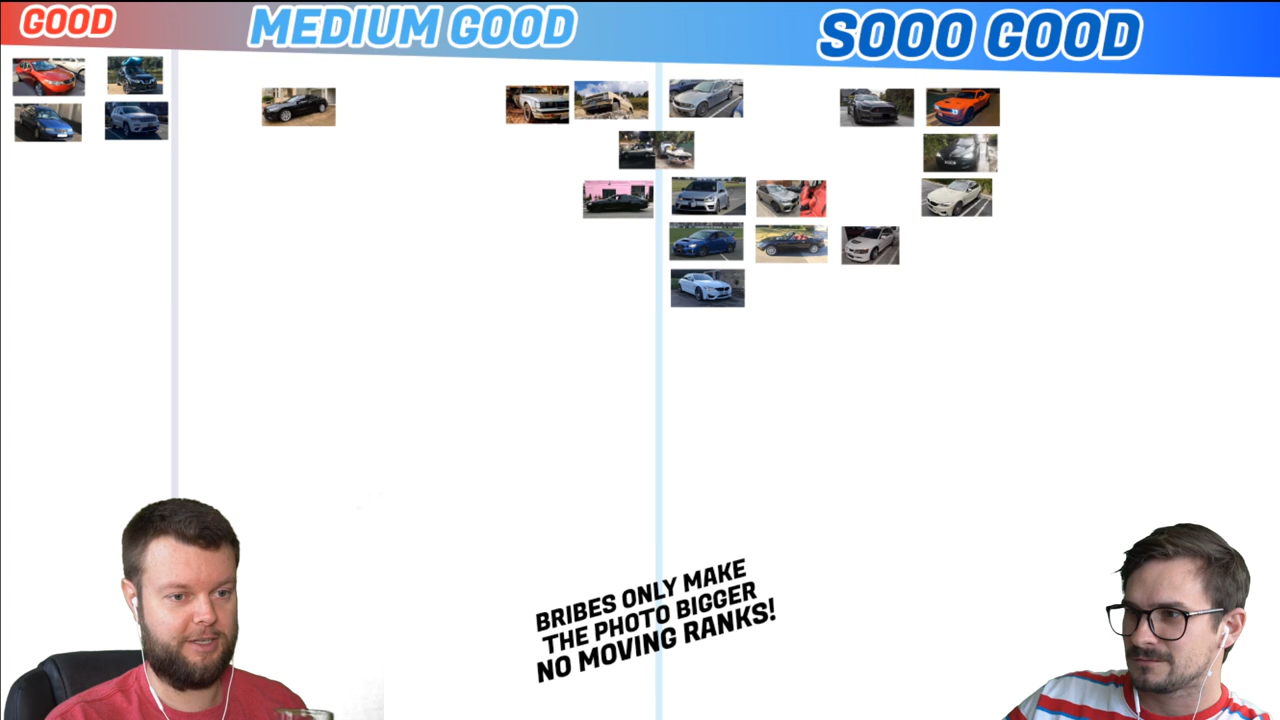 GOOD
MEDIUM GOOD
SOOO GOOD
BRIBES ONLY MAKE
THE PHOTO BIGGER
NO MOVING RANKS!